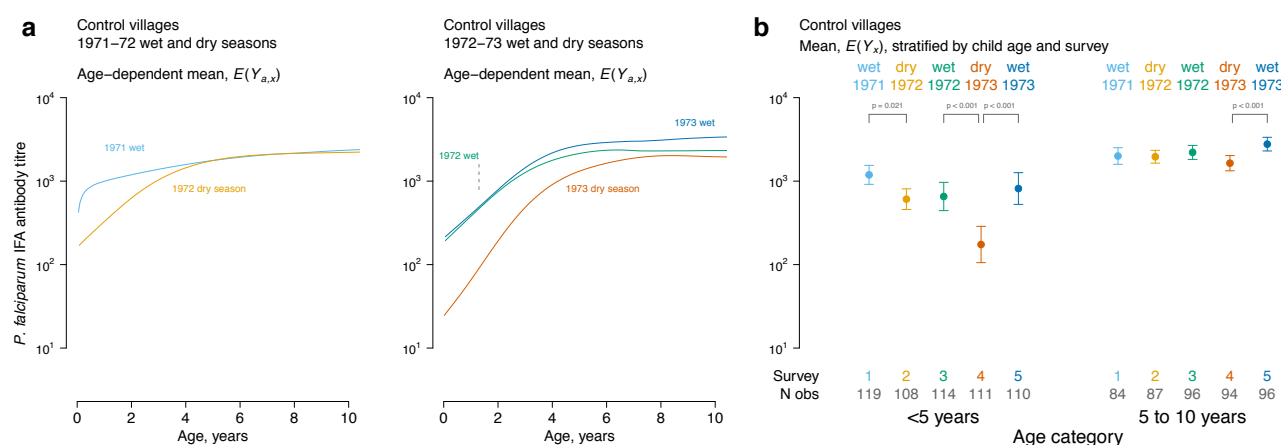 a
Control villages
1971–72 wet and dry seasons
Age−dependent mean, E(Ya,x)
P. falciparum IFA antibody titre
10⁴
10³
10²
10¹
1971 wet
1972 dry season
0 2 4 6 8 10
Age, years
Control villages
1972–73 wet and dry seasons
Age−dependent mean, E(Ya,x)
10⁴
10³
10²
10¹
1973 wet
1972 wet
1973 dry season
0 2 4 6 8 10
Age, years
b
Control villages
Mean, E(Yx), stratified by child age and survey
wet dry wet dry wet wet dry wet dry wet
1971 1972 1972 1973 1973 1971 1972 1972 1973 1973
p = 0.021 p < 0.001 p < 0.001 p < 0.001
10⁴
10³
10²
10¹
Survey 1 2 3 4 5 1 2 3 4 5
N obs 119 108 114 111 110 84 87 96 94 96
<5 years 5 to 10 years
Age category